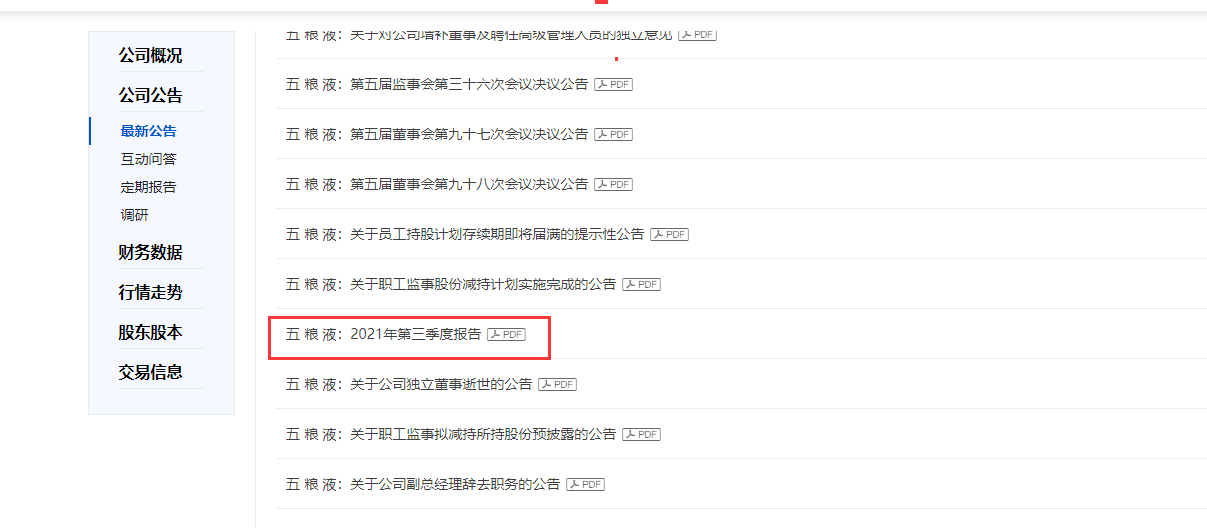 公司概况
公司公告
最新公告
互动问答
定期报告
调研
财务数据
行情走势
股东股本
交易信息
五 粮 液：关于对公司增补董事及聘任高级管理人员的独立意见 PDF
五 粮 液：第五届监事会第三十六次会议决议公告 PDF
五 粮 液：第五届董事会第九十七次会议决议公告 PDF
五 粮 液：第五届董事会第九十八次会议决议公告 PDF
五 粮 液：关于员工持股计划存续期即将届满的提示性公告 PDF
五 粮 液：关于职工监事股份减持计划实施完成的公告 PDF
五 粮 液：2021年第三季度报告 PDF
五 粮 液：关于公司独立董事逝世的公告 PDF
五 粮 液：关于职工监事拟减持所持股份预披露的公告 PDF
五 粮 液：关于公司副总经理辞去职务的公告 PDF